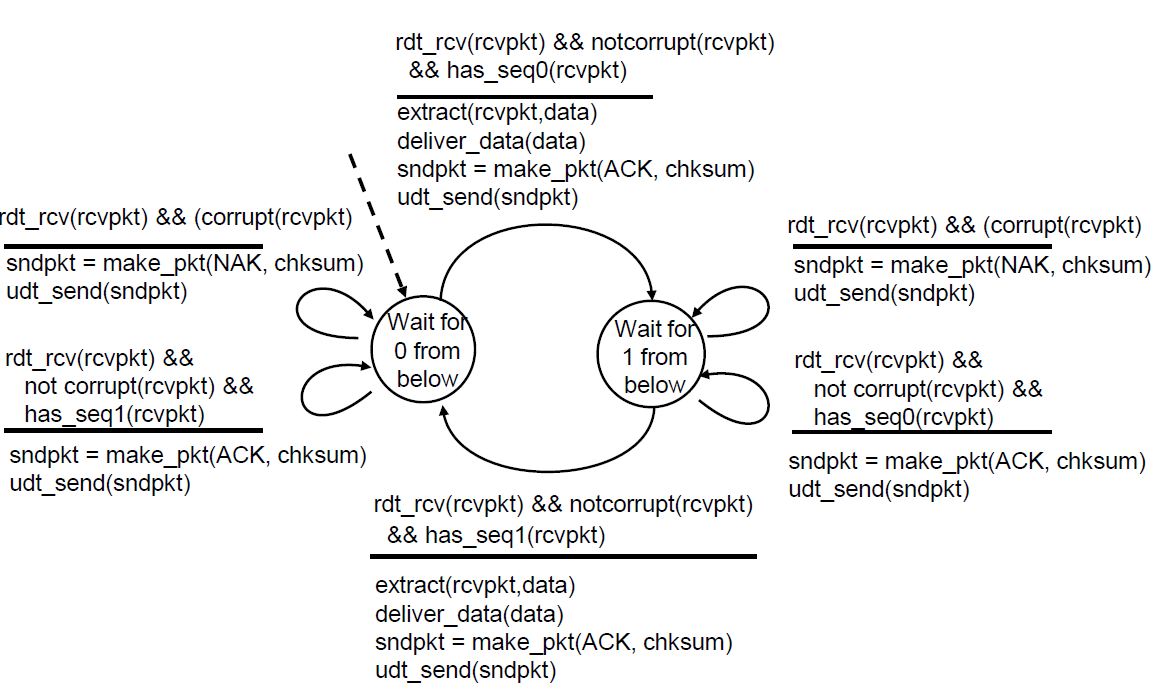 rdt_rcv(rcvpkt) && notcorrupt(rcvpkt)
&& has_seq0(rcvpkt)
extract(rcvpkt,data)
deliver_data(data)
sndpkt = make_pkt(ACK, chksum)
udt_send(sndpkt)
rdt_rcv(rcvpkt) && (corrupt(rcvpkt)
sndpkt = make_pkt(NAK, chksum)
udt_send(sndpkt)
rdt_rcv(rcvpkt) &&
not corrupt(rcvpkt) &&
has_seq1(rcvpkt)
sndpkt = make_pkt(ACK, chksum)
udt_send(sndpkt)
Wait for
0 from
below
Wait for
1 from
below
rdt_rcv(rcvpkt) && (corrupt(rcvpkt)
sndpkt = make_pkt(NAK, chksum)
udt_send(sndpkt)
rdt_rcv(rcvpkt) &&
not corrupt(rcvpkt) &&
has_seq0(rcvpkt)
sndpkt = make_pkt(ACK, chksum)
udt_send(sndpkt)
rdt_rcv(rcvpkt) && notcorrupt(rcvpkt)
&& has_seq1(rcvpkt)
extract(rcvpkt,data)
deliver_data(data)
sndpkt = make_pkt(ACK, chksum)
udt_send(sndpkt)